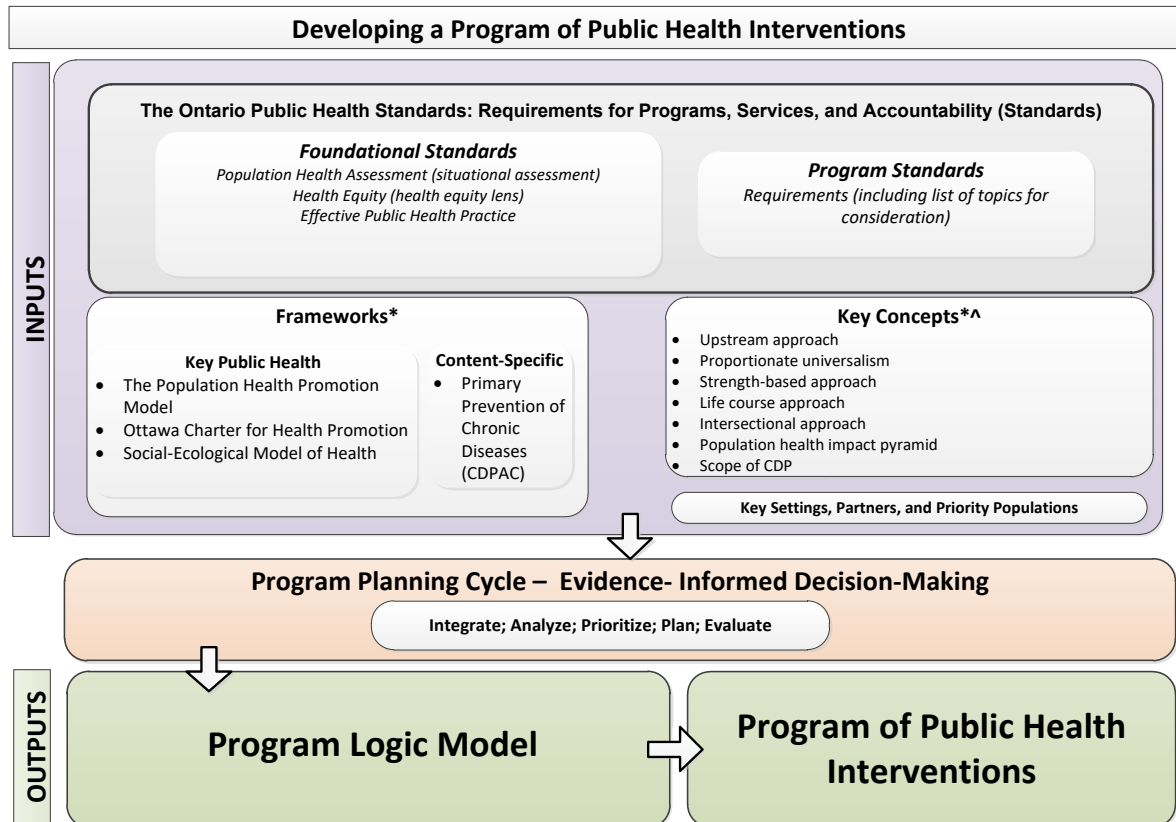 Developing a Program of Public Health Interventions
INPUTS
The Ontario Public Health Standards: Requirements for Programs, Services, and Accountability (Standards)
Foundational Standards
Population Health Assessment (situational assessment)
Health Equity (health equity lens)
Effective Public Health Practice
Program Standards
Requirements (including list of topics for
consideration)
Frameworks*
Key Public Health
• The Population Health Promotion
Model
• Ottawa Charter for Health Promotion
• Social-Ecological Model of Health
Content-Specific
• Primary
Prevention of
Chronic
Diseases
(CDPAC)
Key Concepts*^
• Upstream approach
• Proportionate universalism
• Strength-based approach
• Life course approach
• Intersectional approach
• Population health impact pyramid
• Scope of CDP
Key Settings, Partners, and Priority Populations
Program Planning Cycle – Evidence- Informed Decision-Making
Integrate; Analyze; Prioritize; Plan; Evaluate
OUTPUTS
Program Logic Model
Program of Public Health
Interventions